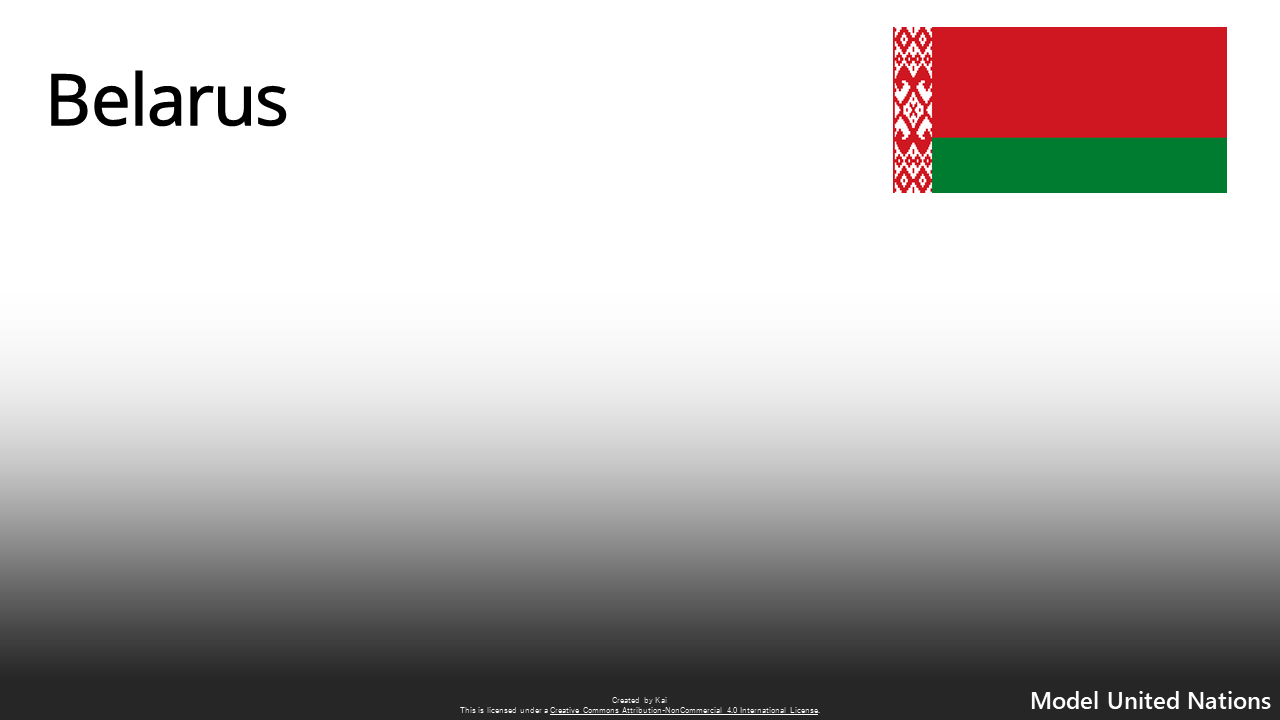 Belarus
Created by Kai
This is licensed under a Creative Commons Attribution-NonCommercial 4.0 International License.
Model United Nations